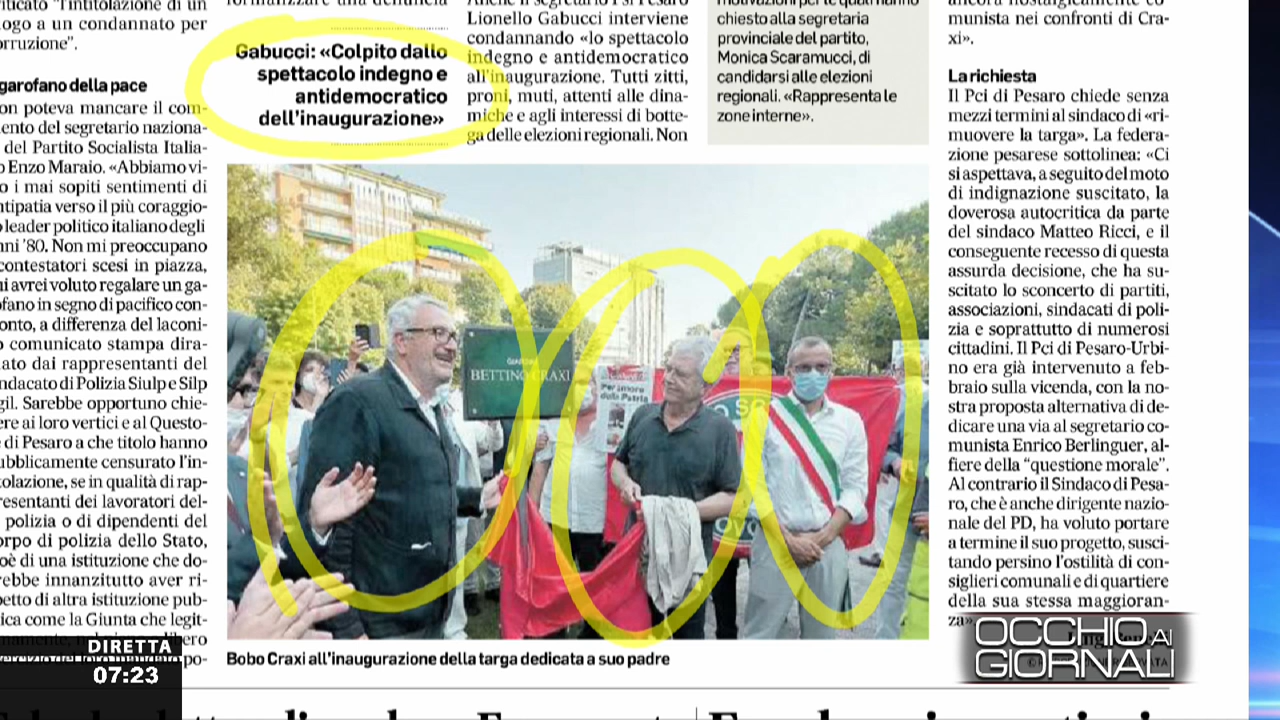 ticato "l'intitolazione di un
logo a un condannato per
orruzione".
garofano della pace
on poteva mancare il com-
ento del segretario naziona-
del Partito Socialista Italia-
o Enzo Maraio. «Abbiamo vi-
o i mai sopiti sentimenti di
ntipatia verso il più coraggio-
o leader politico italiano degli
nni '80. Non mi preoccupano
contestatori scesi in piazza,
ui avrei voluto regalare un ga-
ofano in segno di pacifico con-
onto, a differenza del laconi-
o comunicato stampa dira-
ato dai rappresentanti del
ndacato di Polizia Siulp e Silp
gil. Sarebbe opportuno chie-
ere ai loro vertici e al Questo-
e di Pesaro a che titolo hanno
ubblicamente censurato l'in-
tolazione, se in qualità di rap-
resentanti dei lavoratori del-
polizia o di dipendenti del
orpo di polizia dello Stato,
oè di una istituzione che do-
rebbe innanzitutto aver ri-
petto di altra istituzione pub-
lica come la Giunta che legit-
formalizzare una denuncia
Gabucci: «Colpito dallo
spettacolo indegno e
antidemocratico
dell'inaugurazione»
Anche il segretario Psi Pesaro
Lionello Gabucci interviene
condannando «lo spettacolo
indegno e antidemocratico
all'inaugurazione. Tutti zitti,
proni, muti, attenti alle dina-
miche e agli interessi di botte-
ga delle elezioni regionali. Non
motivazioni per le quali hanno
chiesto alla segretaria
provinciale del partito,
Monica Scaramucci, di
candidarsi alle elezioni
regionali. «Rappresenta le
zone interne».
ancora nostalgicamente co-
munista nei confronti di Cra-
xi».
La richiesta
Il Pci di Pesaro chiede senza
mezzi termini al sindaco di «ri-
muovere la targa». La federa-
zione pesarese sottolinea: «Ci
si aspettava, a seguito del moto
di indignazione suscitato, la
doverosa autocritica da parte
del sindaco Matteo Ricci, e il
conseguente recesso di questa
assurda decisione, che ha su-
scitato lo sconcerto di partiti,
associazioni, sindacati di poli-
zia e soprattutto di numerosi
cittadini. Il Pci di Pesaro-Urbi-
no era già intervenuto a feb-
braio sulla vicenda, con la no-
stra proposta alternativa di de-
dicare una via al segretario co-
munista Enrico Berlinguer, al-
fiere della "questione morale".
Al contrario il Sindaco di Pesa-
ro, che è anche dirigente nazio-
nale del PD, ha voluto portare
a termine il suo progetto, susci-
tando persino l'ostilità di con-
siglieri comunali e di quartiere
della sua stessa maggioran-
za».
BETTINO CRAXI
Per amore
della Patria
Bobo Craxi all'inaugurazione della targa dedicata a suo padre
DIRETTA
07:23
OCCHIO AI
GIORNALI